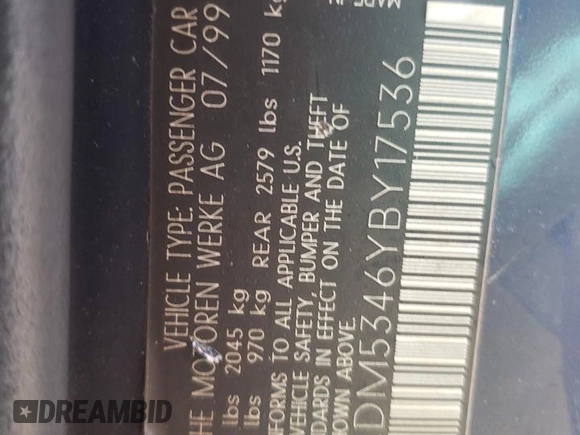 VEHICLE TYPE: PASSENGER CAR
HE MOTOREN WERKE AG 07/99
lbs 2045 kg
lbs 970 kg REAR 2579 lbs 1170 kg
NFORMS TO ALL APPLICABLE U.S.
VEHICLE SAFETY, BUMPER AND THEFT
DARDS IN EFFECT ON THE DATE OF
OWN ABOVE.
DM5346YBY17536
DREAMBID